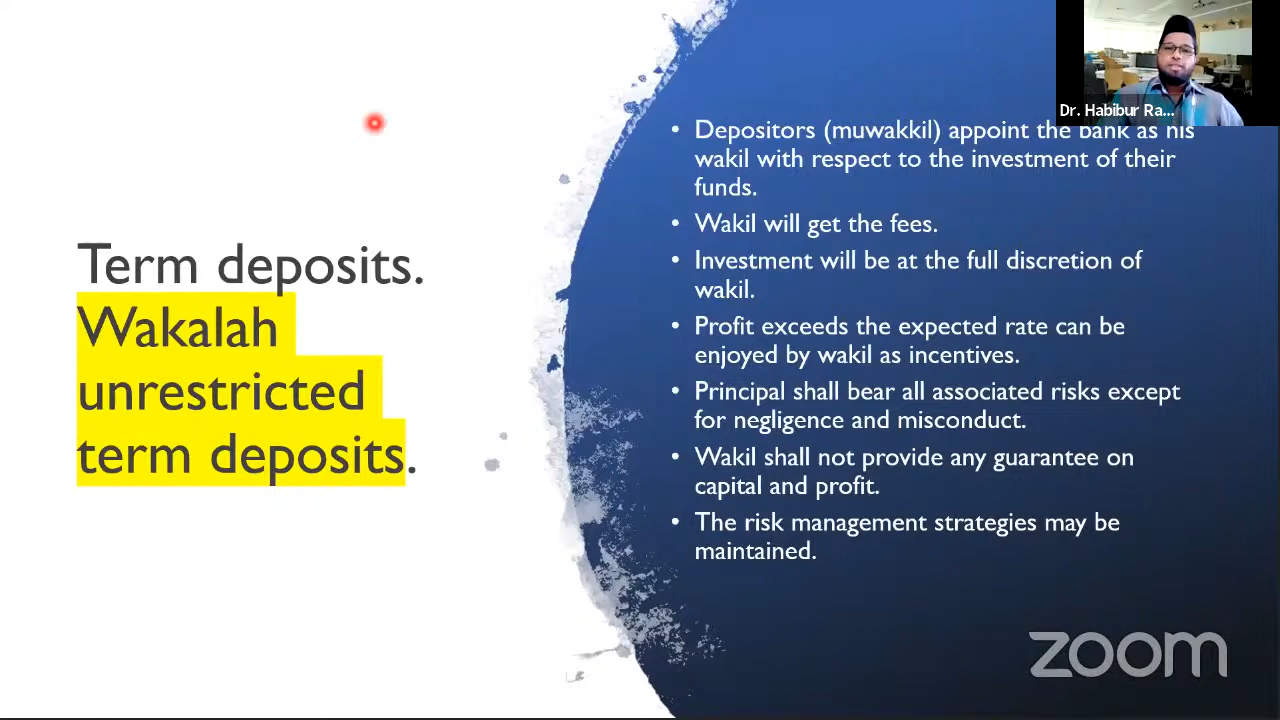 Term deposits.
Wakalah
unrestricted
term deposits.
Dr. Habibur Ra...
• Depositors (muwakkil) appoint the bank as his
wakil with respect to the investment of their
funds.
• Wakil will get the fees.
• Investment will be at the full discretion of
wakil.
• Profit exceeds the expected rate can be
enjoyed by wakil as incentives.
• Principal shall bear all associated risks except
for negligence and misconduct.
• Wakil shall not provide any guarantee on
capital and profit.
• The risk management strategies may be
maintained.
zoom